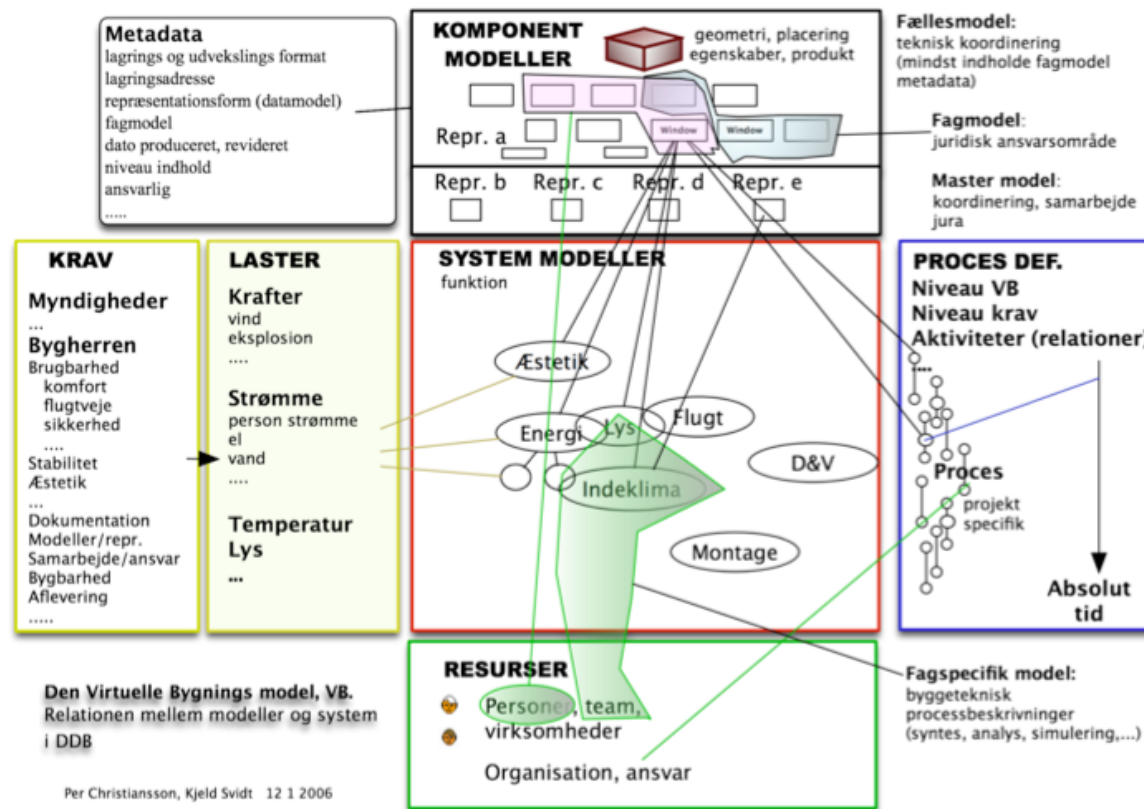 Metadata
lagrings og udvekslings format
lagringsadresse
repræsentationsform (datamodel)
fagmodel
dato produceret, revideret
niveau indhold
ansvarlig
.....
KOMPONENT
MODELLER
geometri, placering
egenskaber, produkt
Window
Window
Repr. a
Repr. b
Repr. c
Repr. d
Repr. e
Fællesmodel:
teknisk koordinering
(mindst indholde fagmodel
metadata)
Fagmodel:
juridisk ansvarsområde
Master model:
koordinering, samarbejde
jura
KRAV
Myndigheder
...
Bygherren
Brugbarhed
komfort
flugtveje
sikkerhed
....
Stabilitet
Æstetik
...
Dokumentation
Modeller/repr.
Samarbejde/ansvar
Bygbarhed
Aflevering
.....
LASTER
Krafter
vind
eksplosion
....
Strømme
person strømme
el
vand
....
Temperatur
Lys
...
SYSTEM MODELLER
funktion
Æstetik
Energi
Lys
Flugt
D&V
Indeklima
Montage
PROCES DEF.
Niveau VB
Niveau krav
Aktiviteter (relationer)
....
Proces
projekt
specifik
Absolut
tid
RESURSER
Personer, team,
virksomheder
Organisation, ansvar
Fagspecifik model:
byggeteknisk
processbeskrivninger
(syntes, analys, simulering,...)
Den Virtuelle Bygnings model, VB.
Relationen mellem modeller og system
i DDB
Per Christiansson, Kjeld Svidt 12 1 2006